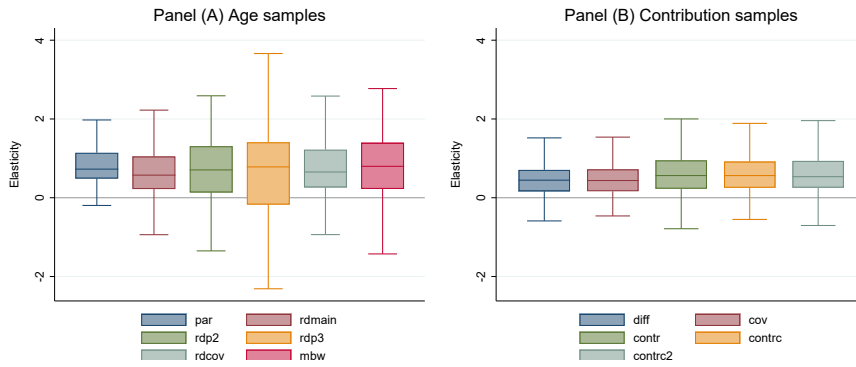 Panel (A) Age samples
4
2
0
-2
Elasticity
par
rdmain
rdp2
rdp3
rdcov
mbw
Panel (B) Contribution samples
4
2
0
-2
Elasticity
diff
cov
contr
contrc
contrc2